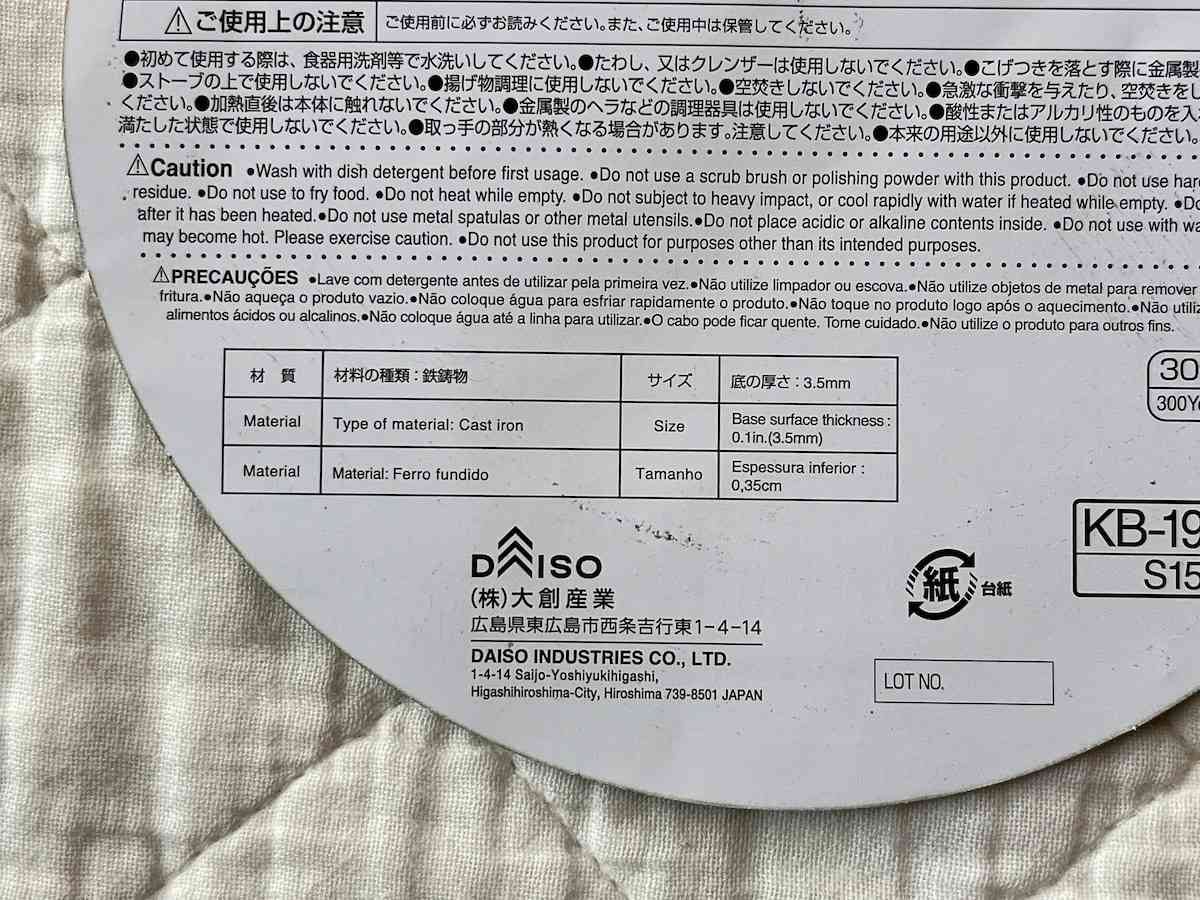 ⚠ご使用上の注意 ご使用前に必ずお読みください。また、ご使用中は保管してください。
●初めて使用する際は、食器用洗剤等で水洗いしてください。●たわし、又はクレンザーは使用しないでください。●こげつきを落とす際に金属製
●ストーブの上で使用しないでください。●揚げ物調理に使用しないでください。●空焚きしないでください。●急激な衝撃を与えたり、空焚きをし
ください。●加熱直後は本体に触れないでください。●金属製のヘラなどの調理器具は使用しないでください。●酸性またはアルカリ性のものを入
満たした状態で使用しないでください。●取っ手の部分が熱くなる場合があります。注意してください。●本来の用途以外に使用しないでください。
⚠Caution ●Wash with dish detergent before first usage. ●Do not use a scrub brush or polishing powder with this product. ●Do not use har
residue. ●Do not use to fry food. ●Do not heat while empty. ●Do not subject to heavy impact, or cool rapidly with water if heated while empty. ●Do
after it has been heated.●Do not use metal spatulas or other metal utensils.●Do not place acidic or alkaline contents inside. ●Do not use with wa
may become hot. Please exercise caution. ●Do not use this product for purposes other than its intended purposes.
⚠PRECAUÇÕES ●Lave com detergente antes de utilizar pela primeira vez.●Não utilize limpador ou escova.●Não utilize objetos de metal para remover
fritura.●Não aqueça o produto vazio.●Não coloque água para esfriar rapidamente o produto.●Não toque no produto logo após o aquecimento.●Não utiliz
alimentos ácidos ou alcalinos.●Não coloque água até a linha para utilizar.●O cabo pode ficar quente. Tome cuidado.●Não utilize o produto para outros fins.
材 質 材料の種類：鉄鋳物 サイズ 底の厚さ：3.5mm
Material Type of material: Cast iron Size Base surface thickness: 0.1in.(3.5mm)
Material Material: Ferro fundido Tamanho Espessura inferior: 0,35cm
30
300Ye
KB-19
S15
DAISO
(株)大創産業
広島県東広島市西条吉行東1-4-14
DAISO INDUSTRIES CO., LTD.
1-4-14 Saijo-Yoshiyukihigashi,
Higashihiroshima-City, Hiroshima 739-8501 JAPAN
紙 台紙
LOT NO.